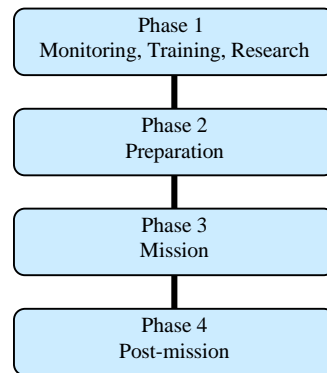 Phase 1
Monitoring, Training, Research
Phase 2
Preparation
Phase 3
Mission
Phase 4
Post-mission